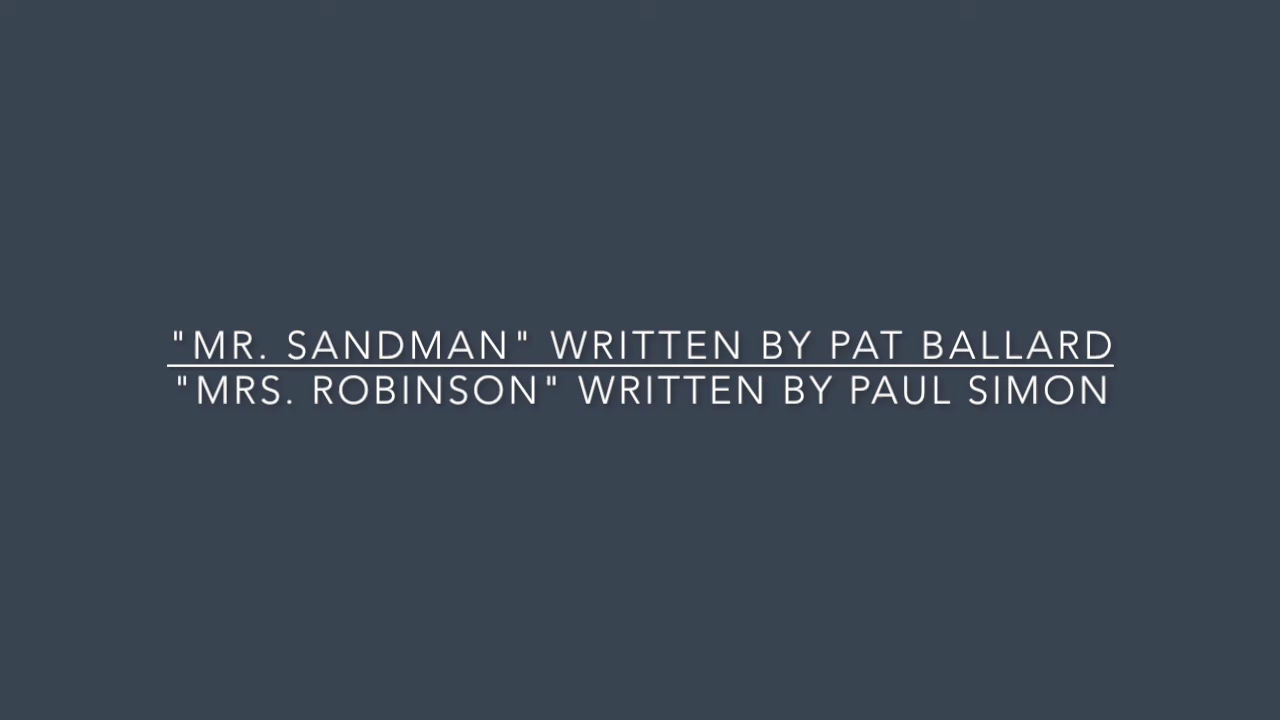 "MR. SANDMAN" WRITTEN BY PAT BALLARD
"MRS. ROBINSON" WRITTEN BY PAUL SIMON